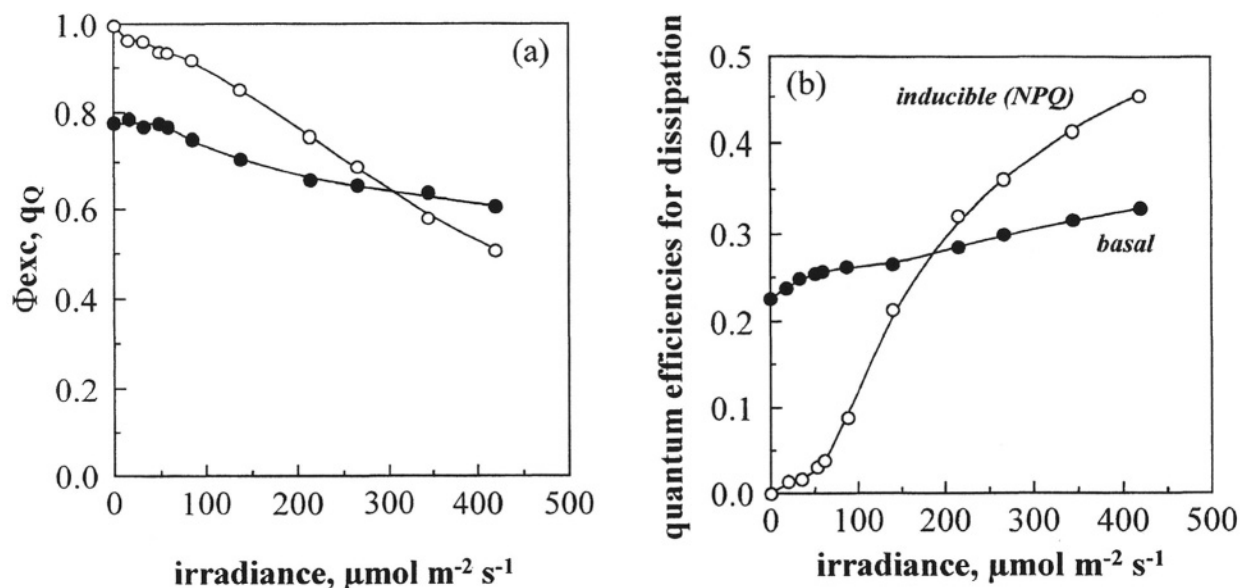 (a)
1.0
0.8
0.6
0.4
0.2
0.0
Φexc, qQ
0 100 200 300 400 500
irradiance, μmol m-2 s-1
(b)
inducible (NPQ)
basal
0.5
0.4
0.3
0.2
0.1
0.0
quantum efficiencies for dissipation
0 100 200 300 400 500
irradiance, μmol m-2 s-1